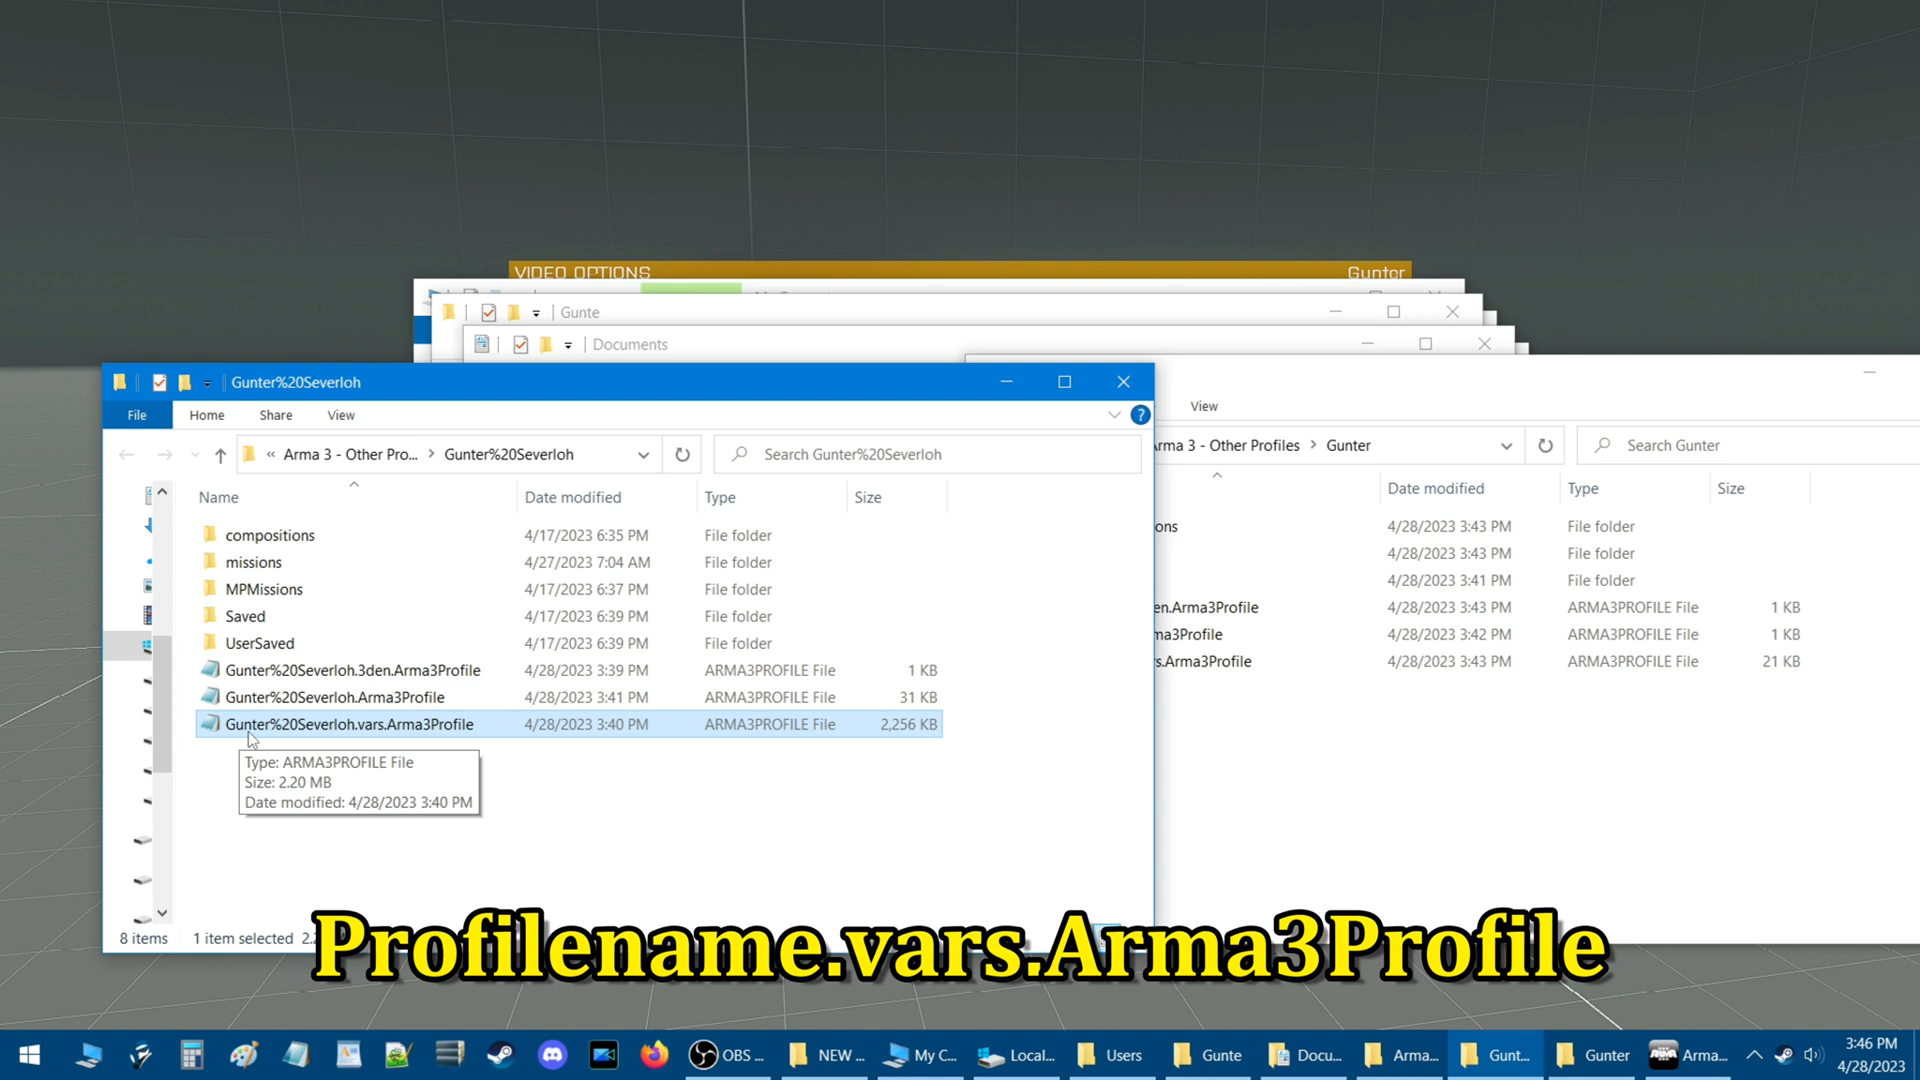 VIDEO OPTIONS
Gunter
Gunte
Documents
Gunter%20Severloh
File
Home
Share
View
« Arma 3 - Other Pro... > Gunter%20Severloh
Search Gunter%20Severloh
Name
Date modified
Type
Size
compositions 4/17/2023 6:35 PM File folder
missions 4/27/2023 7:04 AM File folder
MPMissions 4/17/2023 6:37 PM File folder
Saved 4/17/2023 6:39 PM File folder
UserSaved 4/17/2023 6:39 PM File folder
Gunter%20Severloh.3den.Arma3Profile 4/28/2023 3:39 PM ARMA3PROFILE File 1 KB
Gunter%20Severloh.Arma3Profile 4/28/2023 3:41 PM ARMA3PROFILE File 31 KB
Gunter%20Severloh.vars.Arma3Profile 4/28/2023 3:40 PM ARMA3PROFILE File 2,256 KB
Type: ARMA3PROFILE File
Size: 2.20 MB
Date modified: 4/28/2023 3:40 PM
8 items 1 item selected
View
rma 3 - Other Profiles > Gunter
Search Gunter
Date modified
Type
Size
ons 4/28/2023 3:43 PM File folder
4/28/2023 3:43 PM File folder
4/28/2023 3:41 PM File folder
en.Arma3Profile 4/28/2023 3:43 PM ARMA3PROFILE File 1 KB
ma3Profile 4/28/2023 3:42 PM ARMA3PROFILE File 1 KB
s.Arma3Profile 4/28/2023 3:43 PM ARMA3PROFILE File 21 KB
Profilename.vars.Arma3Profile
OBS ...
NEW ...
My C...
Local...
Users
Gunte
Docu...
Arma...
Gunt...
Gunter
Arma...
3:46 PM
4/28/2023